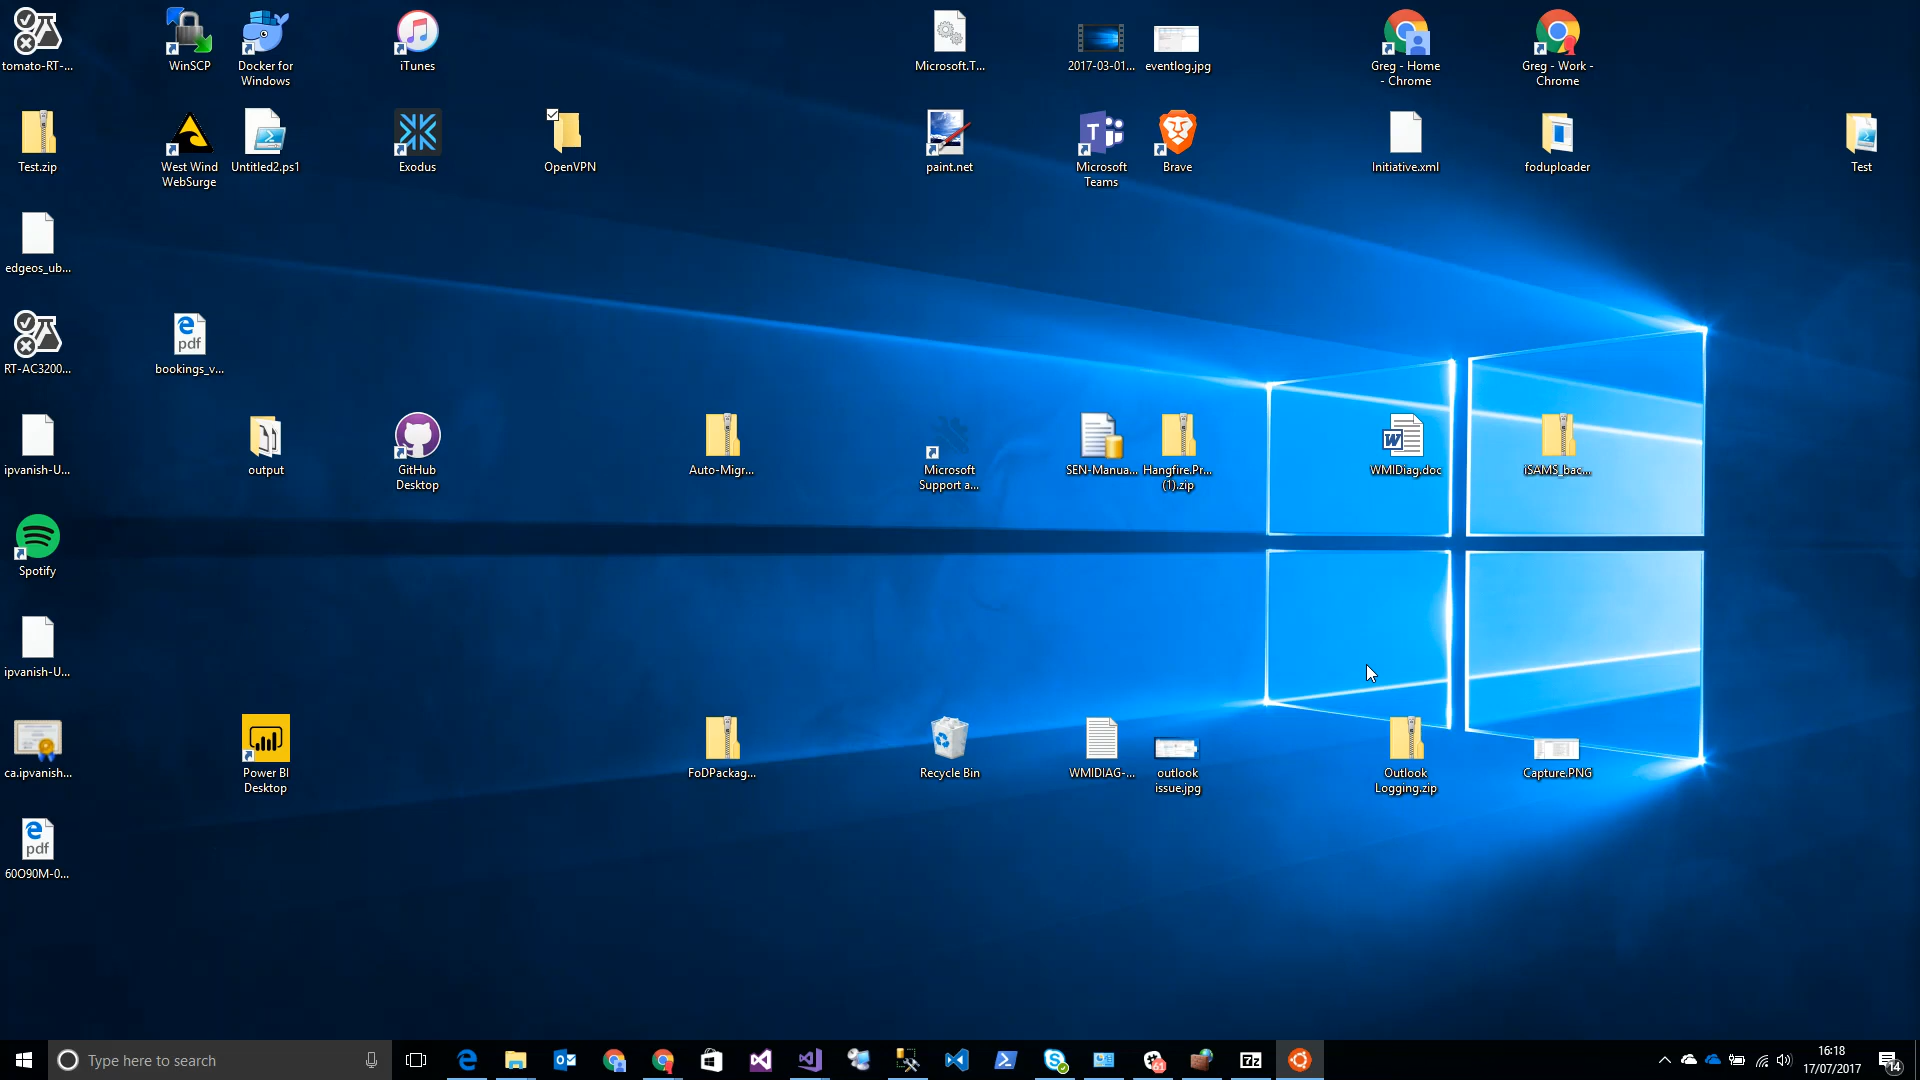 tomato-RT-...
WinSCP
Docker for
Windows
iTunes
Microsoft.T...
2017-03-01...
eventlog.jpg
Greg - Home
- Chrome
Greg - Work -
Chrome
Test.zip
West Wind
WebSurge
Untitled2.ps1
Exodus
OpenVPN
paint.net
Microsoft
Teams
Brave
Initiative.xml
foduploader
Test
edgeos_ub...
RT-AC3200...
pdf
bookings_v...
ipvanish-U...
output
GitHub
Desktop
Auto-Migr...
Microsoft
Support a...
SEN-Manua...
Hangfire.Pr...
(1).zip
WMIDiag.doc
iSAMS_bac...
Spotify
ipvanish-U...
ca.ipvanish...
Power BI
Desktop
FoDPackag...
Recycle Bin
WMIDIAG-...
outlook
issue.jpg
Outlook
Logging.zip
Capture.PNG
pdf
60O90M-0...
Type here to search
61
7z
16:18
17/07/2017
14